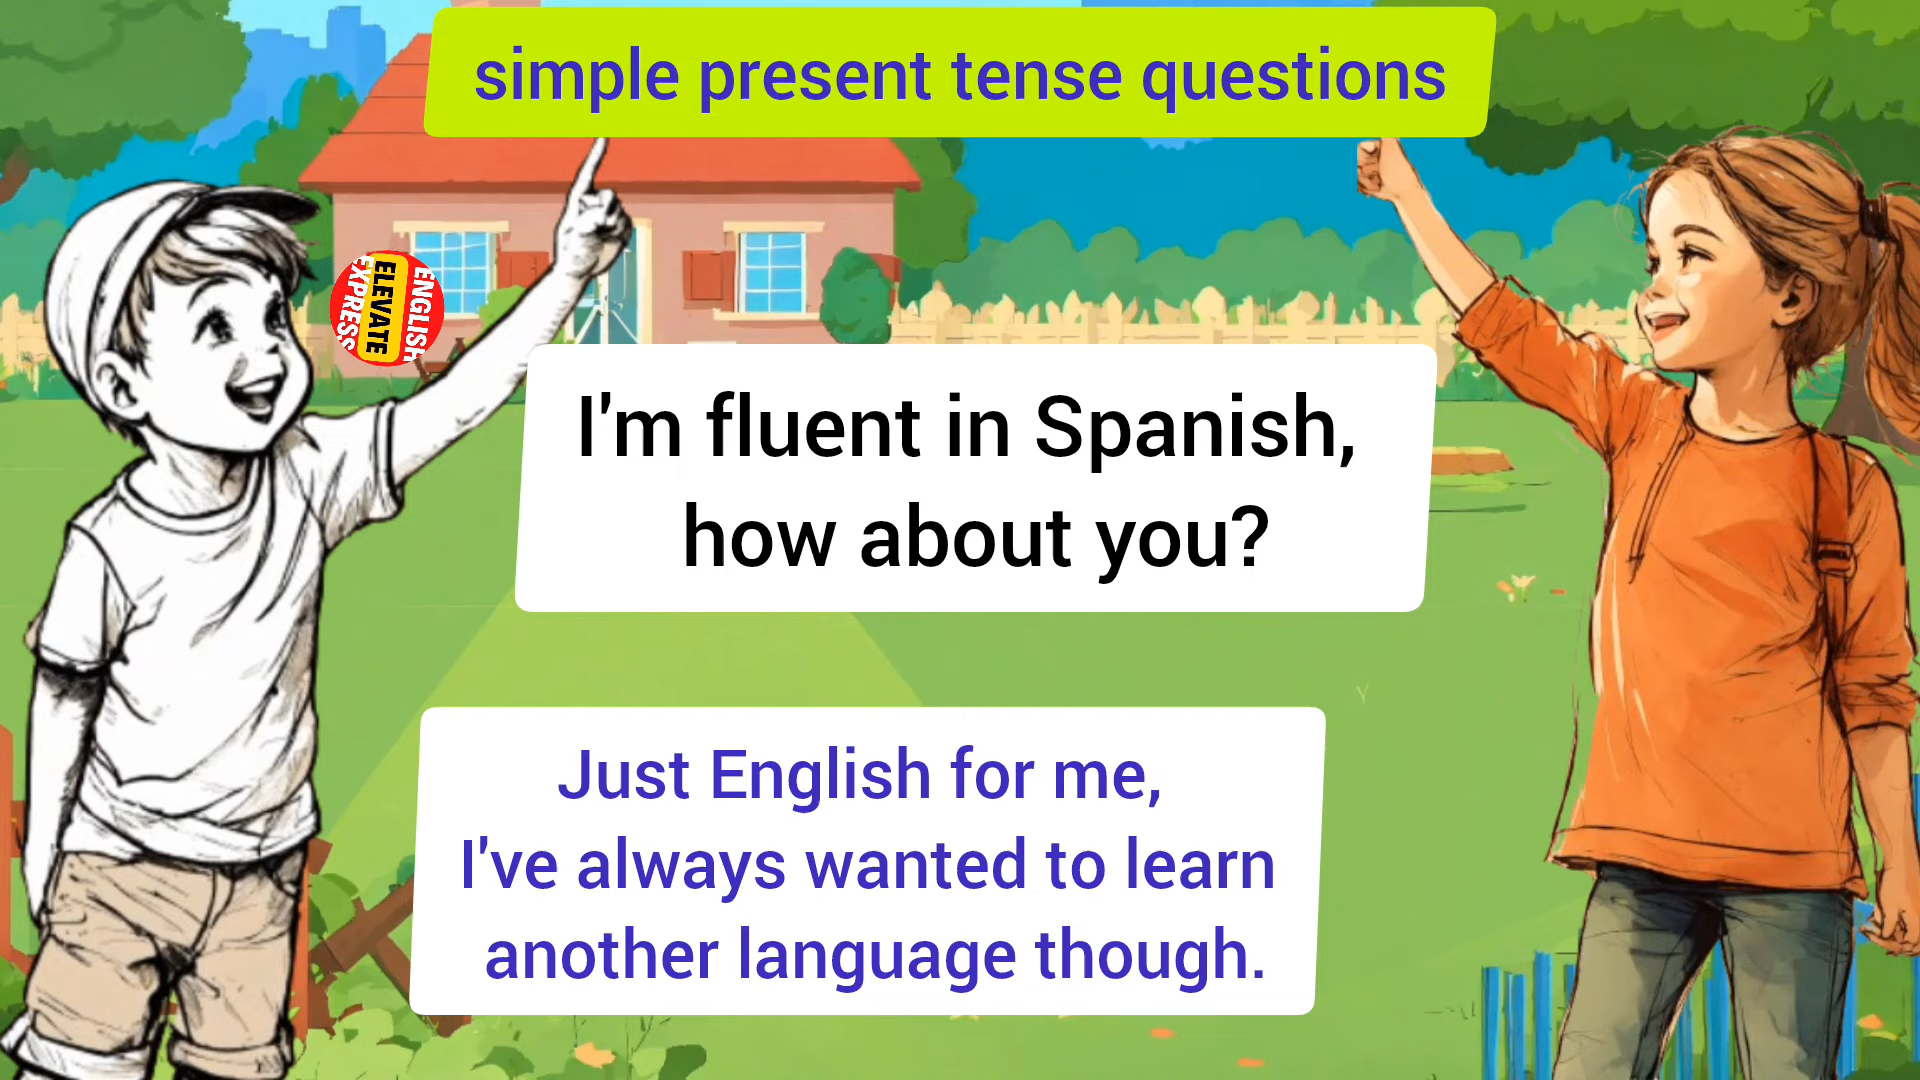 simple present tense questions
ENGLISH
ELEVATE
EXPRESS
I'm fluent in Spanish,
how about you?
Just English for me,
I've always wanted to learn
another language though.